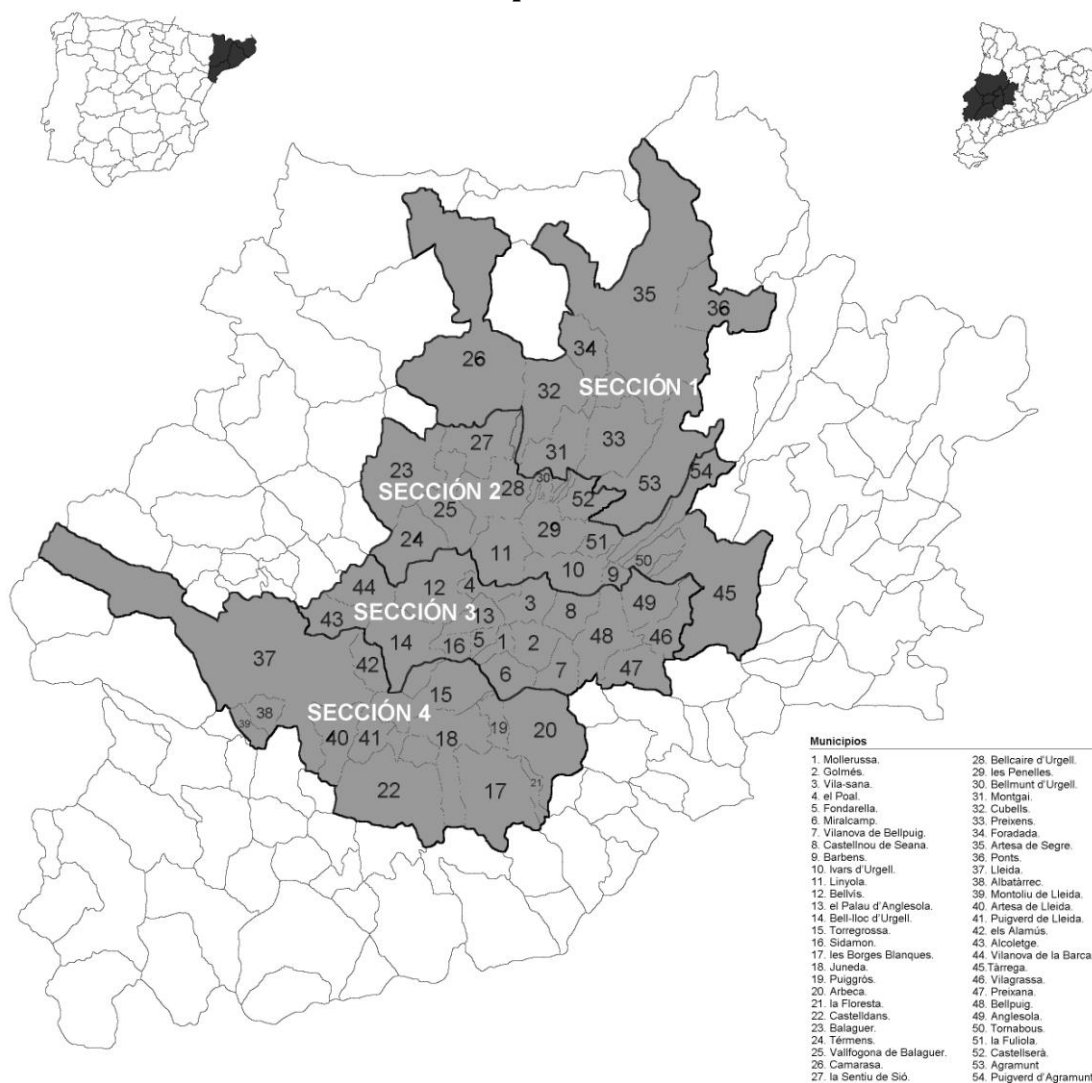 35
36
34
26
32
SECCIÓN 1
27
33
31
23
54
30
53
SECCIÓN 2
28
52
25
29
51
24
11
50
10
9
45
44
12
4
3
8
49
43
SECCIÓN 3
13
48
46
14
16
5
1
2
37
42
6
7
47
15
38
SECCIÓN 4
39
19
20
40
41
18
22
17
21
Municipios
1. Mollerussa.
2. Golmés.
3. Vila-sana.
4. el Poal.
5. Fondarella.
6. Miralcamp.
7. Vilanova de Bellpuig.
8. Castellnou de Seana.
9. Barbens.
10. Ivars d'Urgell.
11. Linyola.
12. Bellvís.
13. el Palau d'Anglesola.
14. Bell-lloc d'Urgell.
15. Torregrossa.
16. Sidamon.
17. les Borges Blanques.
18. Juneda.
19. Puiggròs.
20. Arbeca.
21. la Floresta.
22. Castelldans.
23. Balaguer.
24. Térmens.
25. Vallfogona de Balaguer.
26. Camarasa.
27. la Sentiu de Sió.
28. Bellcaire d'Urgell.
29. les Penelles.
30. Bellmunt d'Urgell.
31. Montgai.
32. Cubells.
33. Preixens.
34. Foradada.
35. Artesa de Segre.
36. Ponts.
37. Lleida.
38. Albatàrrec.
39. Montoliu de Lleida.
40. Artesa de Lleida.
41. Puigverd de Lleida.
42. els Alamús.
43. Alcoletge.
44. Vilanova de la Barca
45.Tàrrega.
46. Vilagrassa.
47. Preixana.
48. Bellpuig.
49. Anglesola.
50. Tornabous.
51. la Fuliola.
52. Castellserà.
53. Agramunt
54. Puigverd d'Agramunt